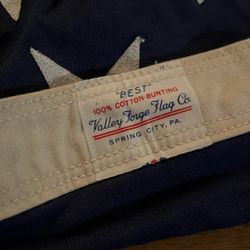 "BEST"
100% COTTON-BUNTING
Valley Forge Flag Co.
SPRING CITY, PA.